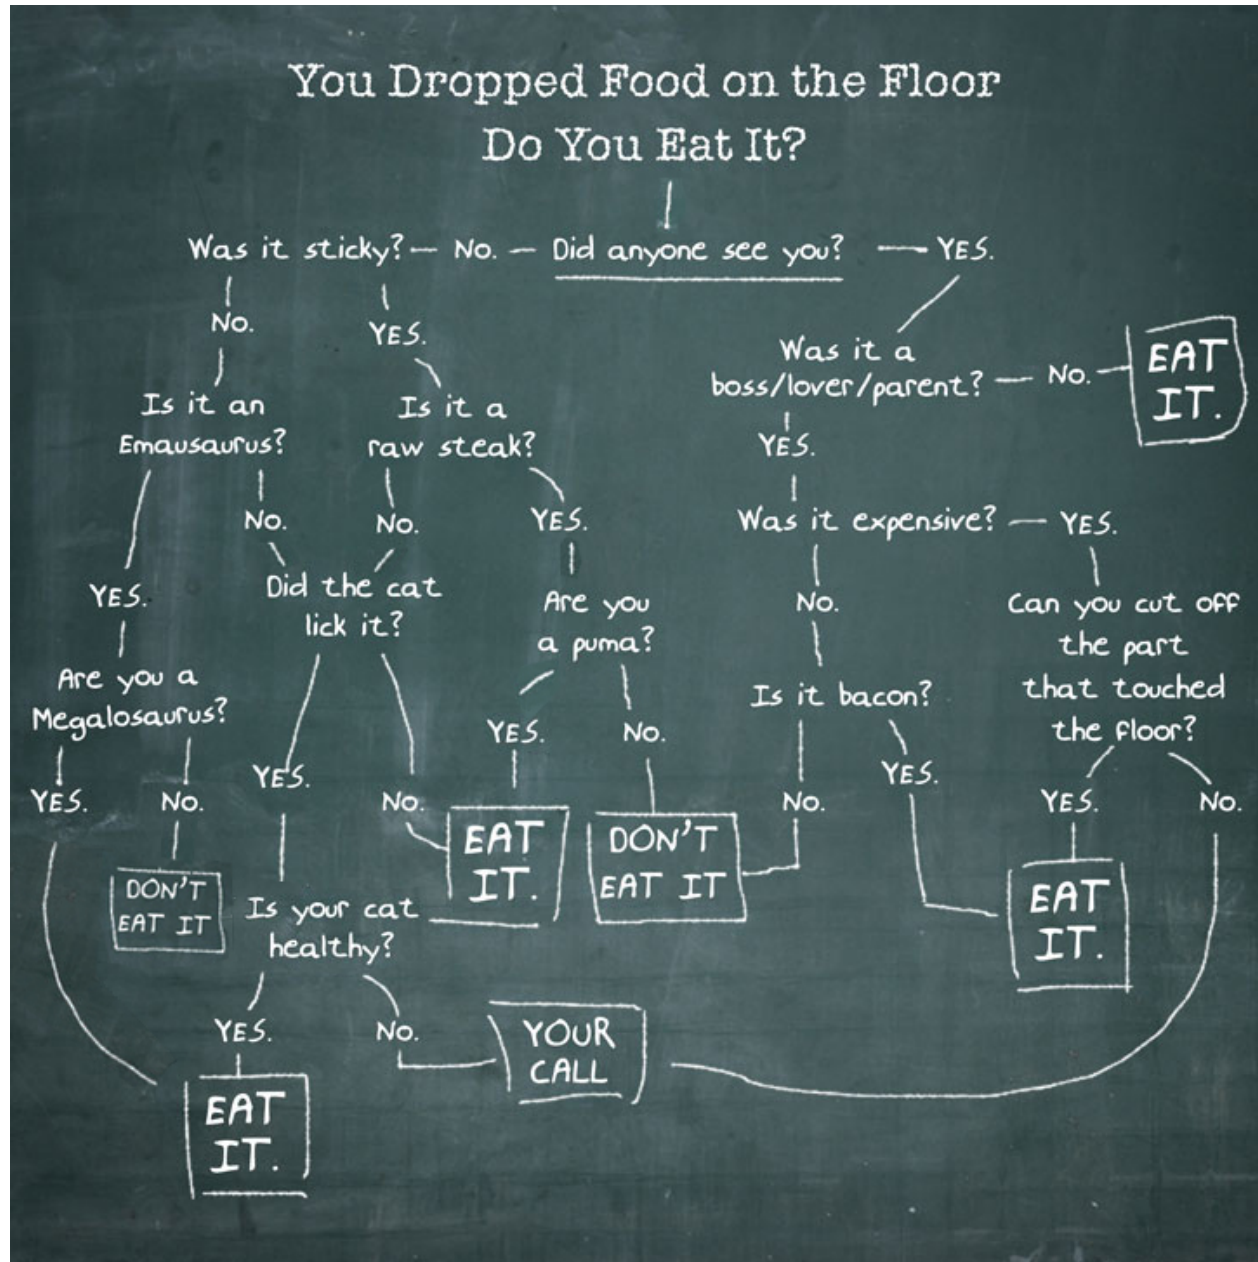 You Dropped Food on the Floor
Do You Eat It?
Was it sticky?
No.
Did anyone see you?
YES.
No.
YES.
Was it a
boss/lover/parent?
No.
EAT
IT.
Is it an
Emausaurus?
Is it a
raw steak?
YES.
No.
No.
YES.
Was it expensive?
YES.
YES.
Did the cat
lick it?
Are you
a puma?
No.
Can you cut off
the part
that touched
the floor?
Are you a
Megalosaurus?
YES.
No.
Is it bacon?
YES.
No.
YES.
No.
YES.
No.
YES.
No.
EAT
IT.
DON'T
EAT IT
DON'T
EAT IT
Is your cat
healthy?
EAT
IT.
YES.
No.
YOUR
CALL
EAT
IT.